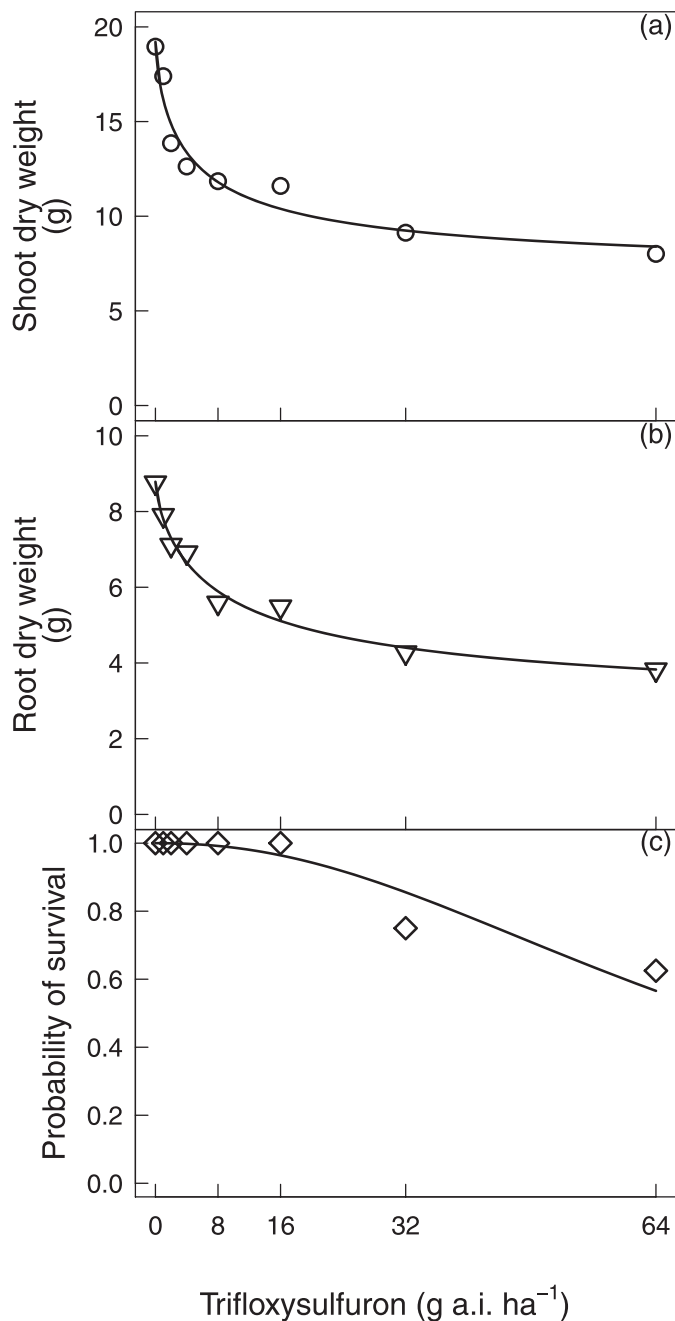 (a)
20
15
10
5
0
Shoot dry weight
(g)
(b)
10
8
6
4
2
0
Root dry weight
(g)
(c)
1.0
0.8
0.6
0.4
0.2
0.0
Probability of survival
0 8 16 32 64
Trifloxysulfuron (g a.i. ha⁻¹)